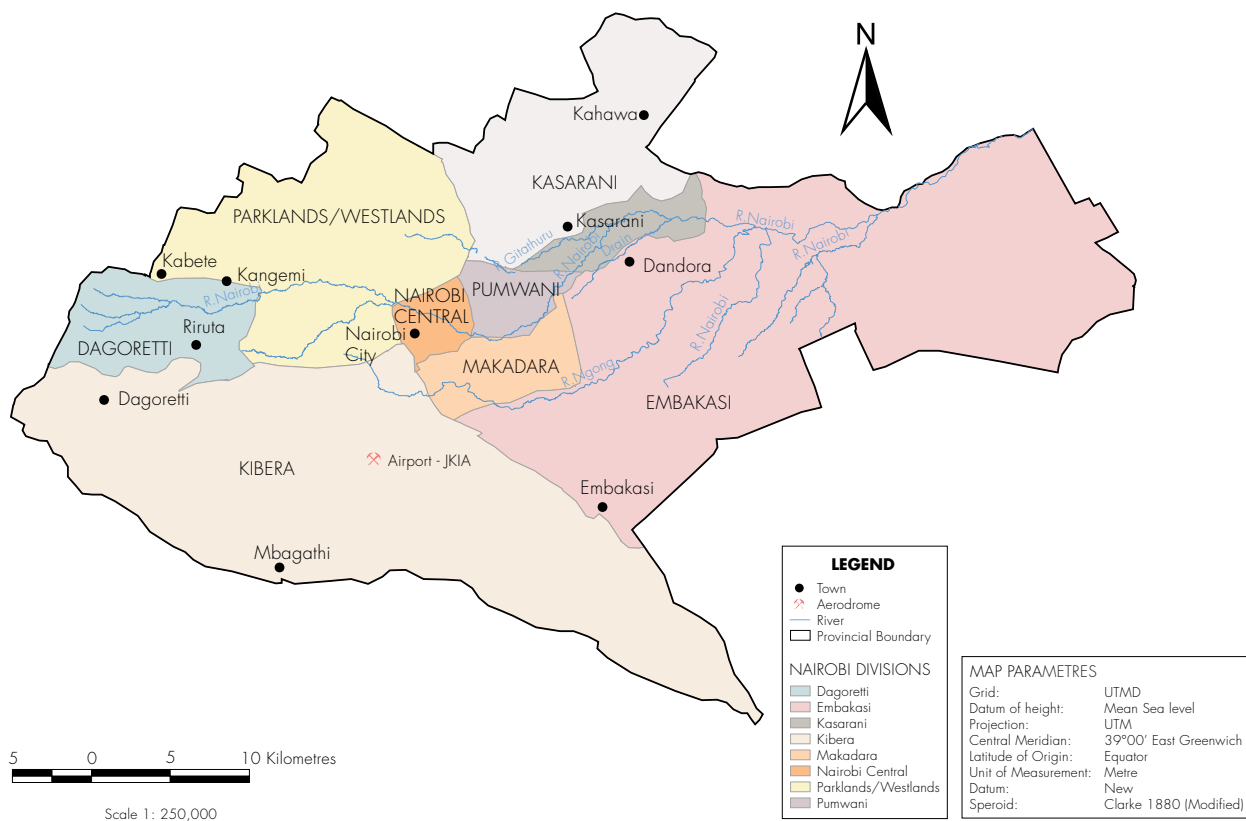 N
Kahawa
KASARANI
PARKLANDS/WESTLANDS
Kasarani
R.Nairobi
R.Gitathuru
R.Nairobi
Drain
R.Nairobi
Kabete
Kangemi
Dandora
R.Nairobi
NAIROBI
CENTRAL
PUMWANI
Riruta
Nairobi
City
R.Nairobi
DAGORETTI
MAKADARA
R.Ngong
Dagoretti
EMBAKASI
KIBERA
Airport - JKIA
Embakasi
Mbagathi
LEGEND
Town
Aerodrome
River
Provincial Boundary
NAIROBI DIVISIONS
Dagoretti
Embakasi
Kasarani
Kibera
Makadara
Nairobi Central
Parklands/Westlands
Pumwani
MAP PARAMETRES
Grid: UTMD
Datum of height: Mean Sea level
Projection: UTM
Central Meridian: 39°00' East Greenwich
Latitude of Origin: Equator
Unit of Measurement: Metre
Datum: New
Speroid: Clarke 1880 (Modified)
5 0 5 10 Kilometres
Scale 1: 250,000